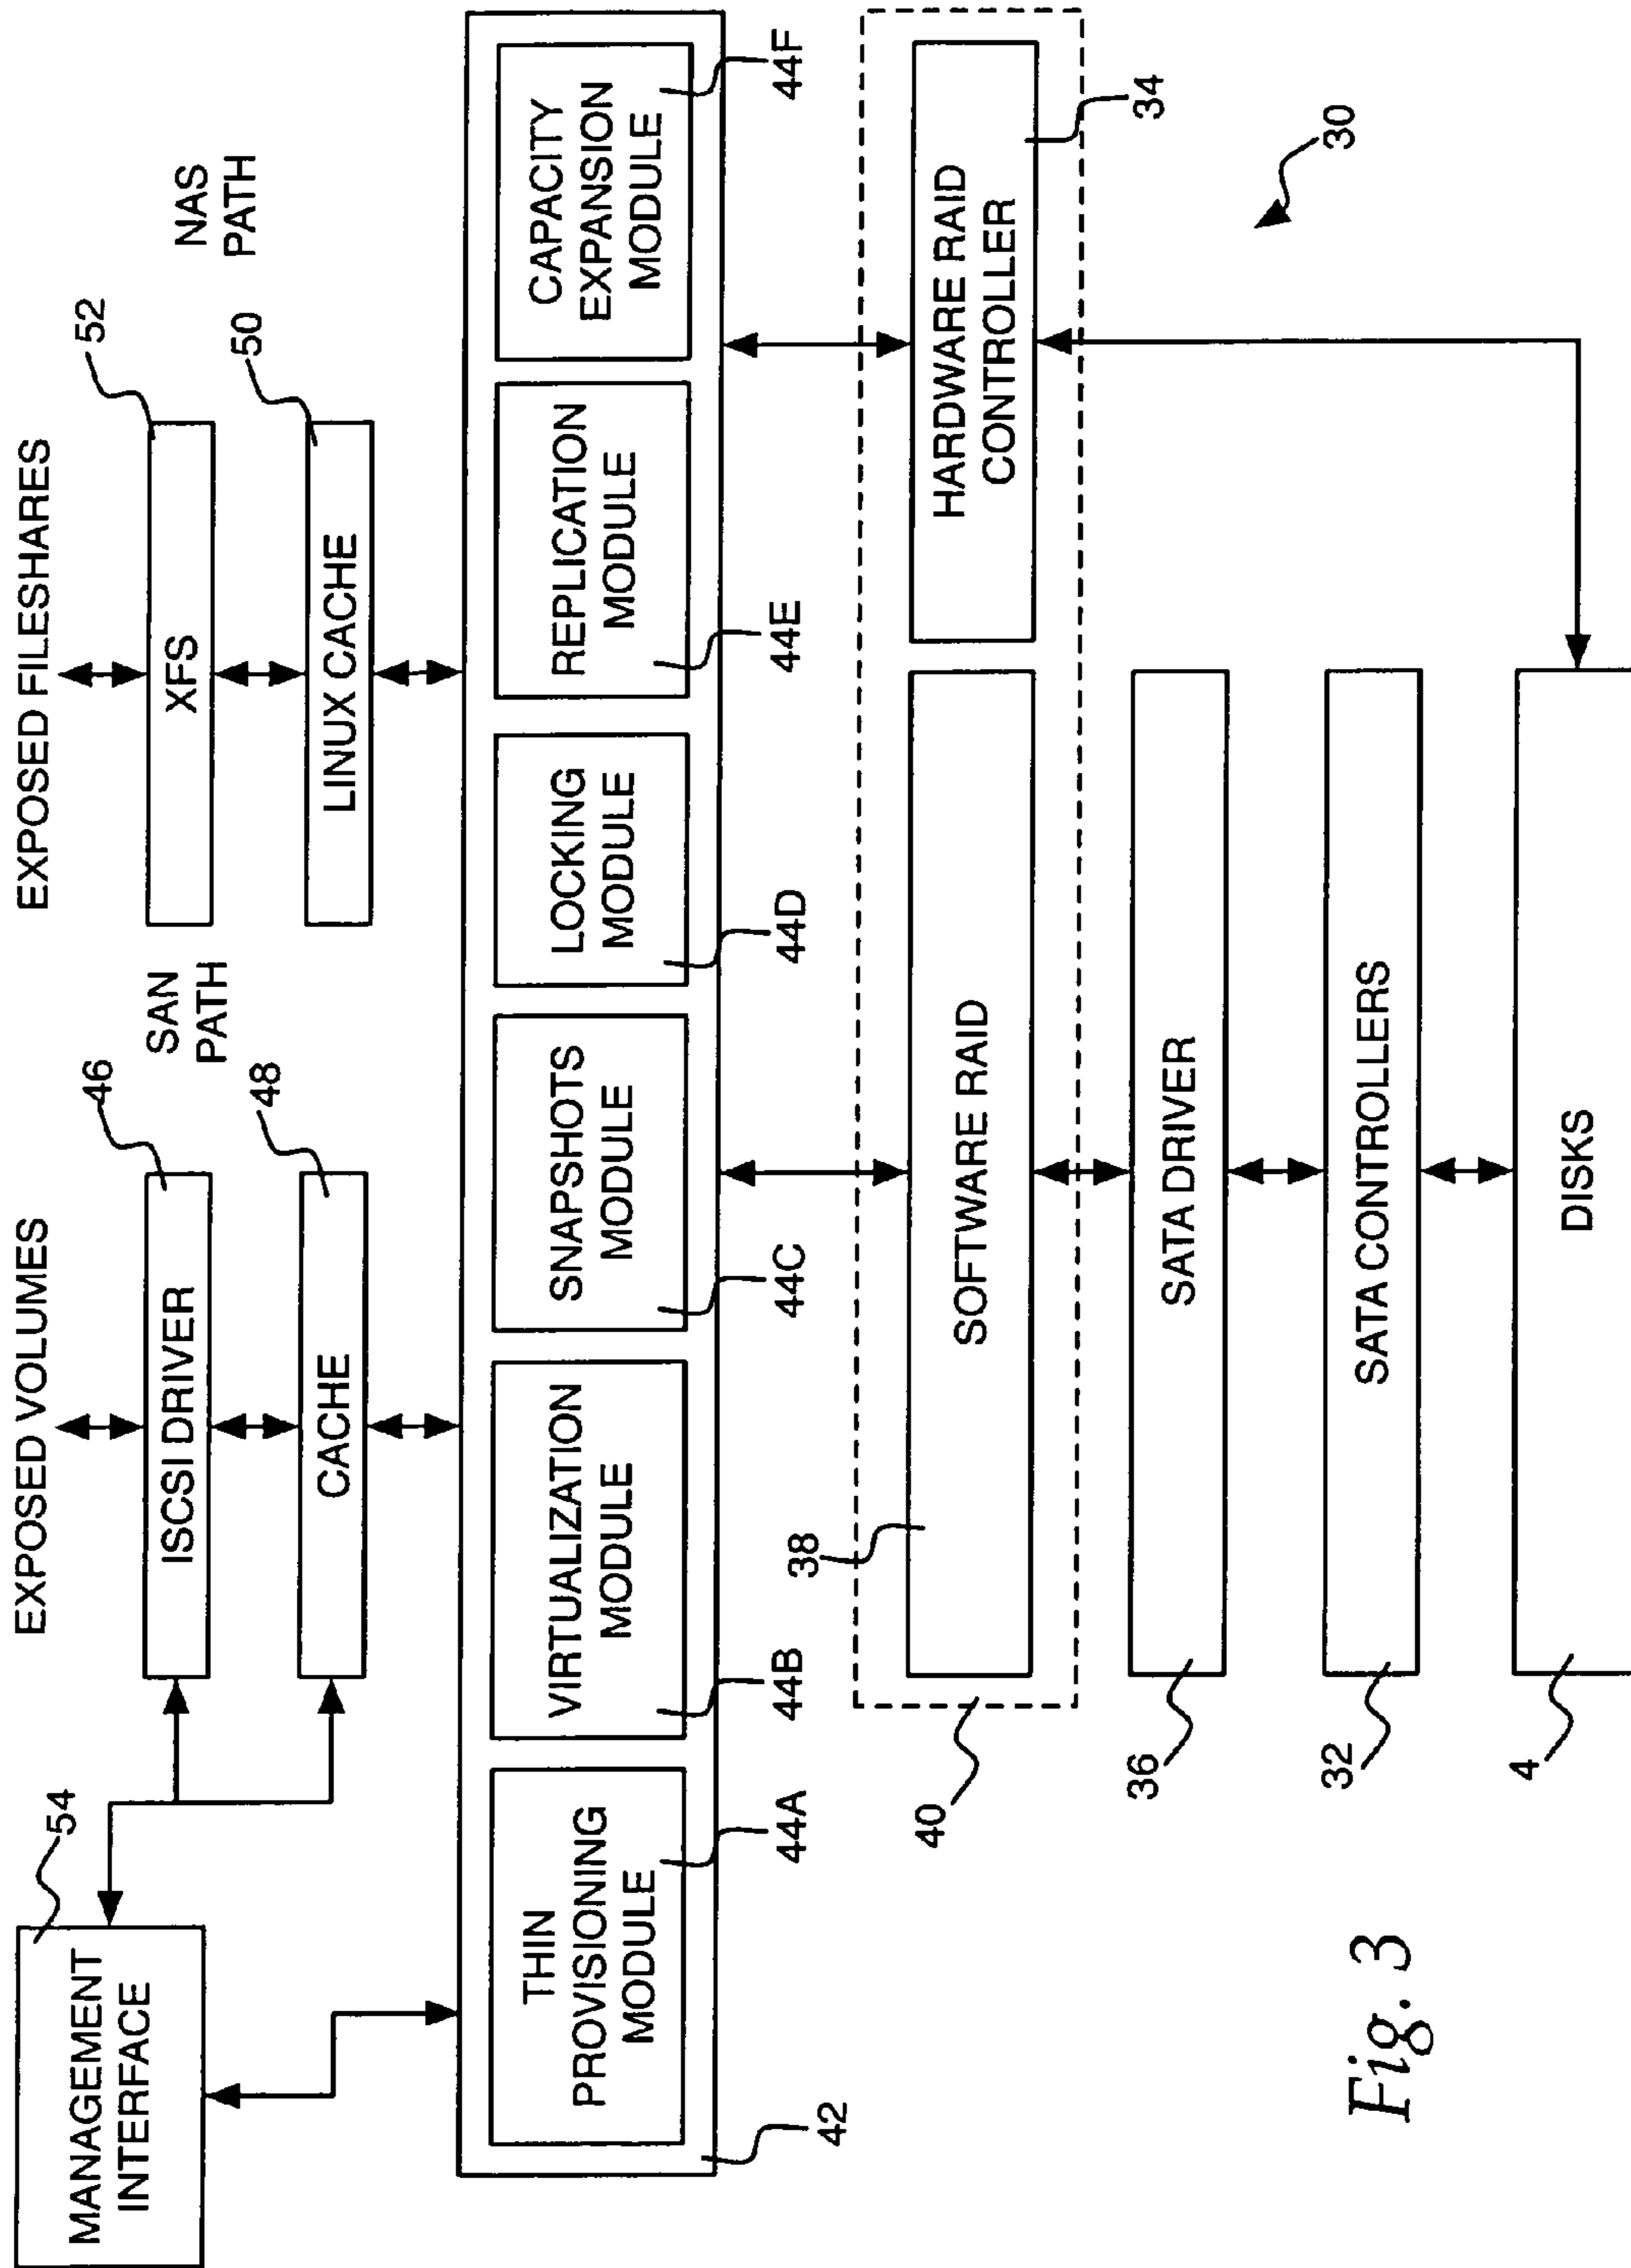 EXPOSED VOLUMES
EXPOSED FILESHARES
MANAGEMENT
INTERFACE
54
ISCSI DRIVER
46
SAN
PATH
XFS
52
NAS
PATH
CACHE
48
LINUX CACHE
50
THIN
PROVISIONING
MODULE
VIRTUALIZATION
MODULE
SNAPSHOTS
MODULE
LOCKING
MODULE
REPLICATION
MODULE
CAPACITY
EXPANSION
MODULE
42
44A
44B
44C
44D
44E
44F
38
SOFTWARE RAID
HARDWARE RAID
CONTROLLER
40
34
36
SATA DRIVER
30
32
SATA CONTROLLERS
4
DISKS
Fig. 3